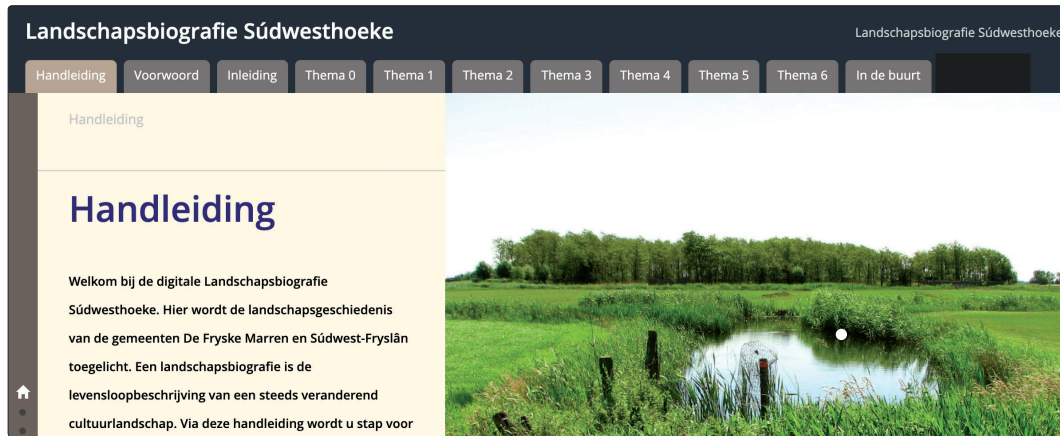 Landschapsbiografie Súdwesthoeke
Landschapsbiografie Súdwesthoeke
Handleiding
Voorwoord
Inleiding
Thema 0
Thema 1
Thema 2
Thema 3
Thema 4
Thema 5
Thema 6
In de buurt
Handleiding
Handleiding
Welkom bij de digitale Landschapsbiografie
Súdwesthoeke. Hier wordt de landschapsgeschiedenis
van de gemeenten De Fryske Marren en Súdwest-Fryslân
toegelicht. Een landschapsbiografie is de
levensloopbeschrijving van een steeds veranderend
cultuurlandschap. Via deze handleiding wordt u stap voor